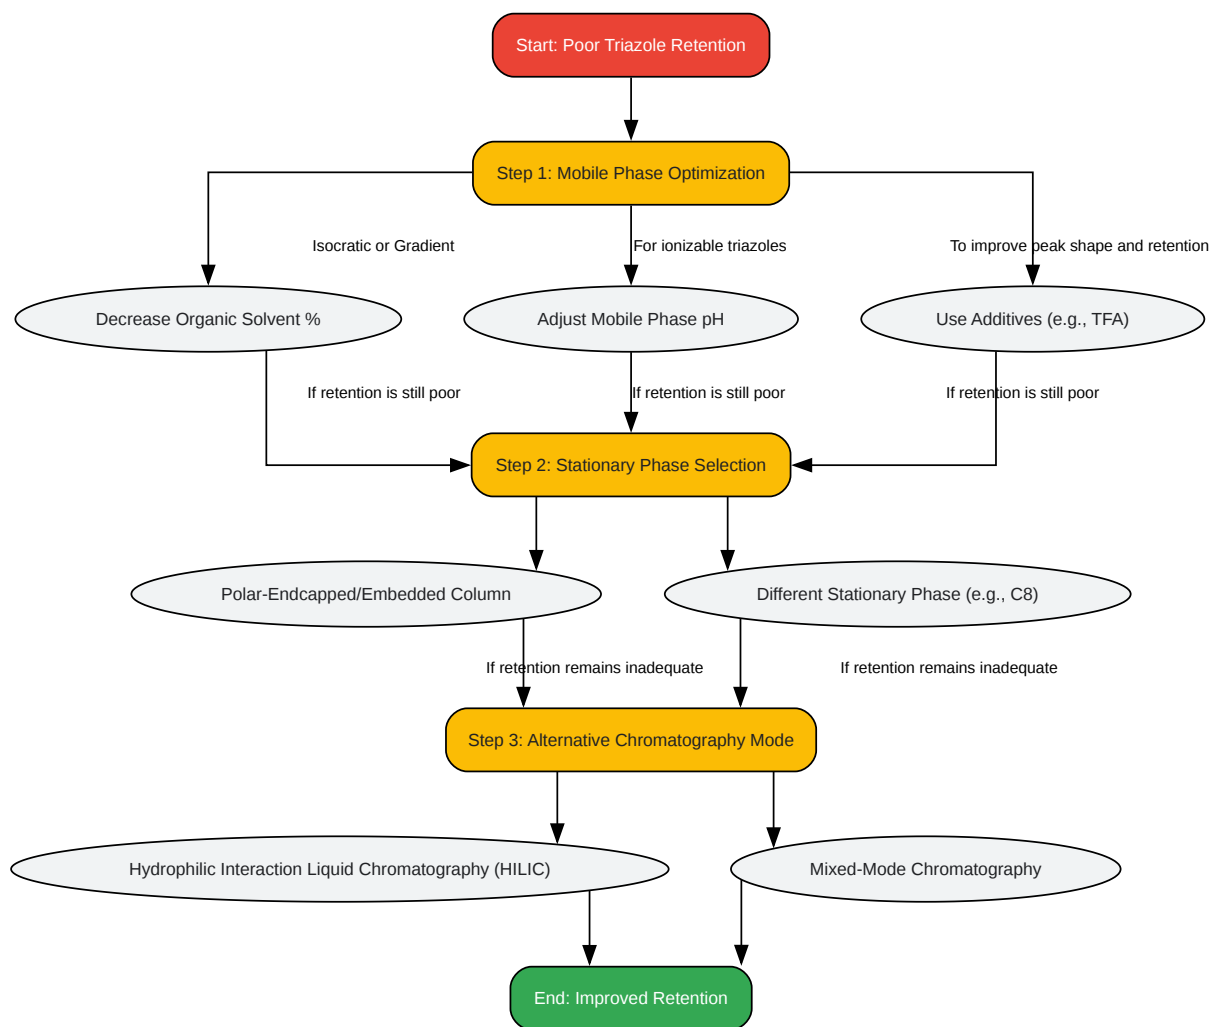 Start: Poor Triazole Retention
Step 1: Mobile Phase Optimization
Isocratic or Gradient
For ionizable triazoles
To improve peak shape and retention
Decrease Organic Solvent %
Adjust Mobile Phase pH
Use Additives (e.g., TFA)
If retention is still poor
If retention is still poor
If retention is still poor
Step 2: Stationary Phase Selection
Polar-Endcapped/Embedded Column
Different Stationary Phase (e.g., C8)
If retention remains inadequate
If retention remains inadequate
Step 3: Alternative Chromatography Mode
Hydrophilic Interaction Liquid Chromatography (HILIC)
Mixed-Mode Chromatography
End: Improved Retention